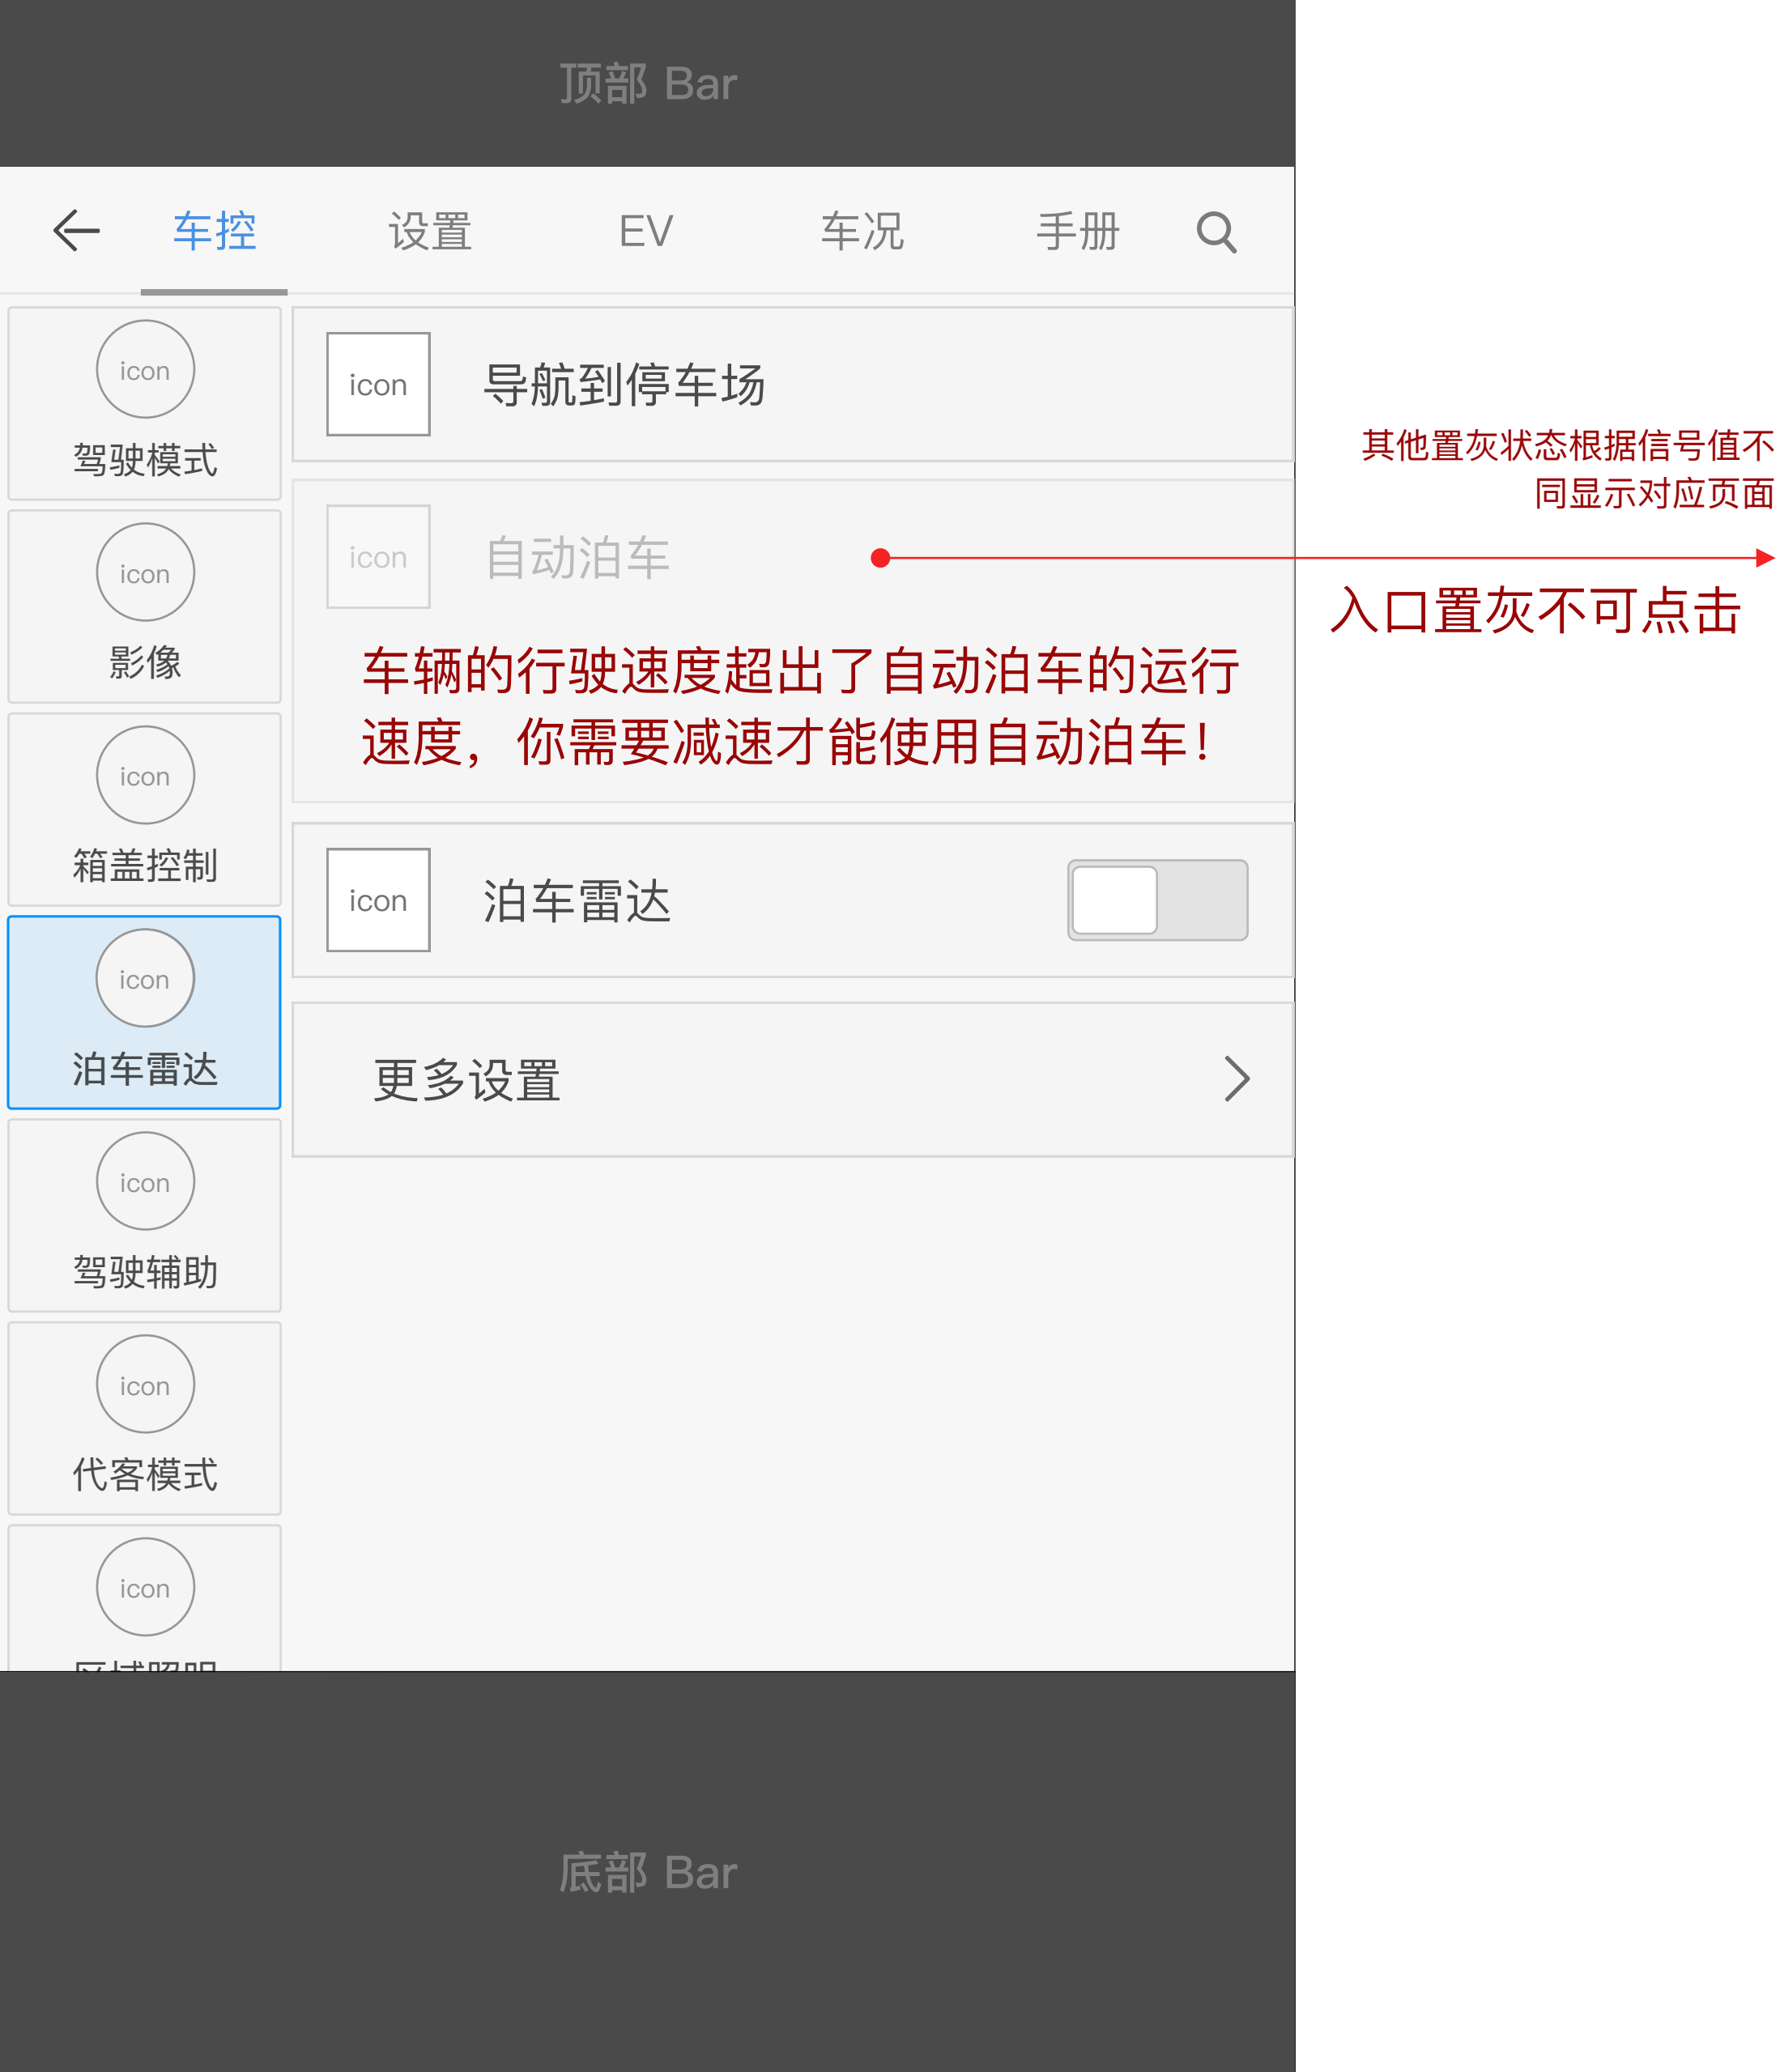 顶部 Bar
车控
设置
EV
车况
手册
icon
驾驶模式
icon
影像
icon
箱盖控制
icon
泊车雷达
icon
驾驶辅助
icon
代客模式
icon
区域照明
icon
导航到停车场
icon
自动泊车
车辆的行驶速度超出了自动泊车的运行
速度，你需要减速不才能使用自动泊车!
icon
泊车雷达
更多设置
其他置灰状态根据信号值不
同显示对应页面
入口置灰不可点击
底部 Bar